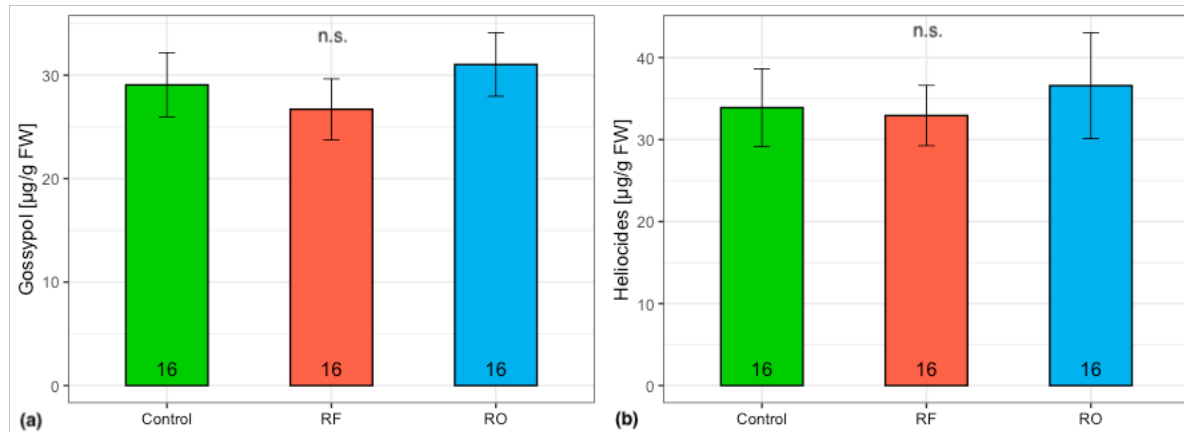 n.s.
Gossypol [µg/g FW]
30
20
10
0
16
16
16
Control
RF
RO
(a)
n.s.
Heliocides [µg/g FW]
40
30
20
10
0
16
16
16
Control
RF
RO
(b)